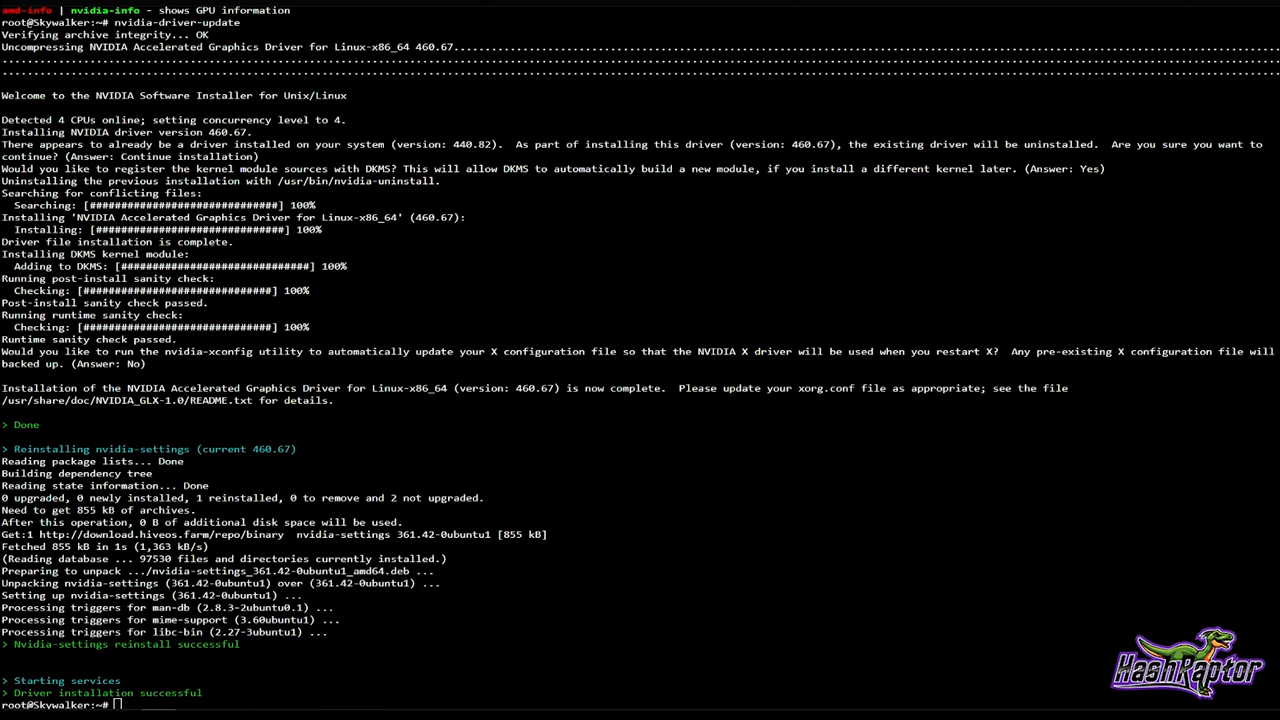 amd-info | nvidia-info - shows GPU information
root@Skywalker:~# nvidia-driver-update
Verifying archive integrity... OK
Uncompressing NVIDIA Accelerated Graphics Driver for Linux-x86_64 460.67..................................................................................................................................
...........................................................................................................................................................................................................
...........................................................................................................................................................................................................
Welcome to the NVIDIA Software Installer for Unix/Linux
Detected 4 CPUs online; setting concurrency level to 4.
Installing NVIDIA driver version 460.67.
There appears to already be a driver installed on your system (version: 440.82).  As part of installing this driver (version: 460.67), the existing driver will be uninstalled.  Are you sure you want to
continue? (Answer: Continue installation)
Would you like to register the kernel module sources with DKMS? This will allow DKMS to automatically build a new module, if you install a different kernel later. (Answer: Yes)
Uninstalling the previous installation with /usr/bin/nvidia-uninstall.
Searching for conflicting files:
Searching: [##############################] 100%
Installing 'NVIDIA Accelerated Graphics Driver for Linux-x86_64' (460.67):
Installing: [##############################] 100%
Driver file installation is complete.
Installing DKMS kernel module:
Adding to DKMS: [##############################] 100%
Running post-install sanity check:
Checking: [##############################] 100%
Post-install sanity check passed.
Running runtime sanity check:
Checking: [##############################] 100%
Runtime sanity check passed.
Would you like to run the nvidia-xconfig utility to automatically update your X configuration file so that the NVIDIA X driver will be used when you restart X?  Any pre-existing X configuration file will
backed up. (Answer: No)
Installation of the NVIDIA Accelerated Graphics Driver for Linux-x86_64 (version: 460.67) is now complete.  Please update your xorg.conf file as appropriate; see the file
/usr/share/doc/NVIDIA_GLX-1.0/README.txt for details.
> Done
> Reinstalling nvidia-settings (current 460.67)
Reading package lists... Done
Building dependency tree
Reading state information... Done
0 upgraded, 0 newly installed, 1 reinstalled, 0 to remove and 2 not upgraded.
Need to get 855 kB of archives.
After this operation, 0 B of additional disk space will be used.
Get:1 http://download.hiveos.farm/repo/binary  nvidia-settings 361.42-0ubuntu1 [855 kB]
Fetched 855 kB in 1s (1,363 kB/s)
(Reading database ... 97530 files and directories currently installed.)
Preparing to unpack .../nvidia-settings_361.42-0ubuntu1_amd64.deb ...
Unpacking nvidia-settings (361.42-0ubuntu1) over (361.42-0ubuntu1) ...
Setting up nvidia-settings (361.42-0ubuntu1) ...
Processing triggers for man-db (2.8.3-2ubuntu0.1) ...
Processing triggers for mime-support (3.60ubuntu1) ...
Processing triggers for libc-bin (2.27-3ubuntu1) ...
> Nvidia-settings reinstall successful
> Starting services
> Driver installation successful
root@Skywalker:~#
HashRaptor